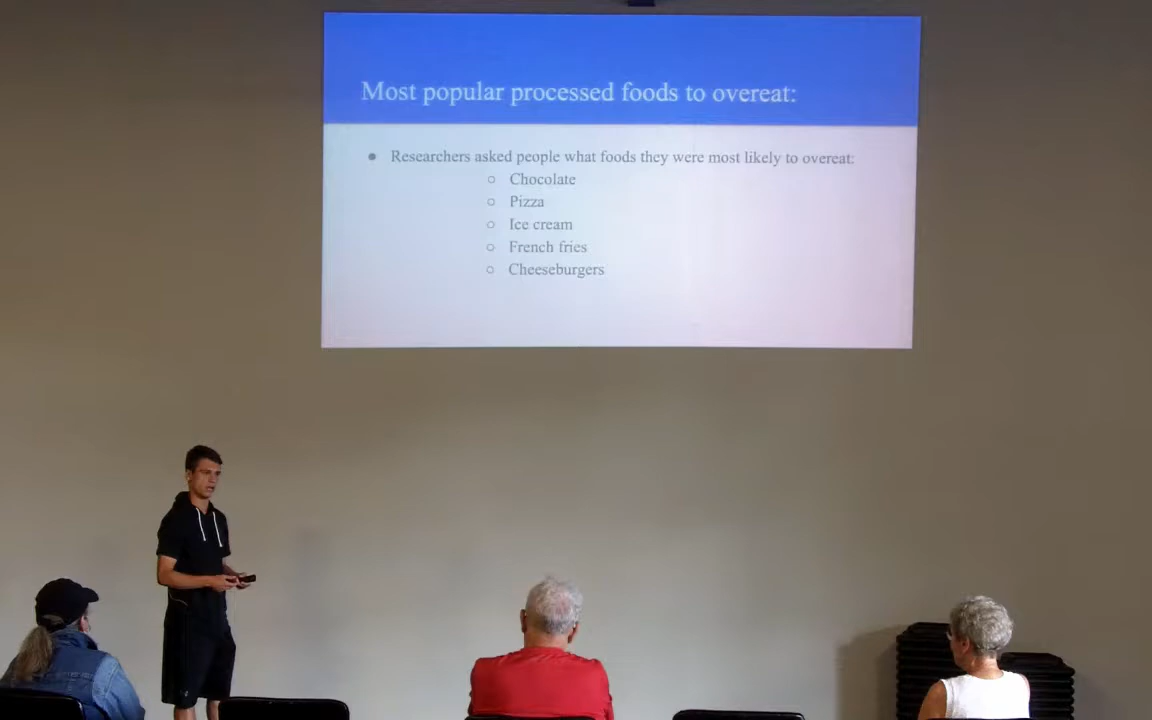 Most popular processed foods to overeat:
● Researchers asked people what foods they were most likely to overeat:
○ Chocolate
○ Pizza
○ Ice cream
○ French fries
○ Cheeseburgers